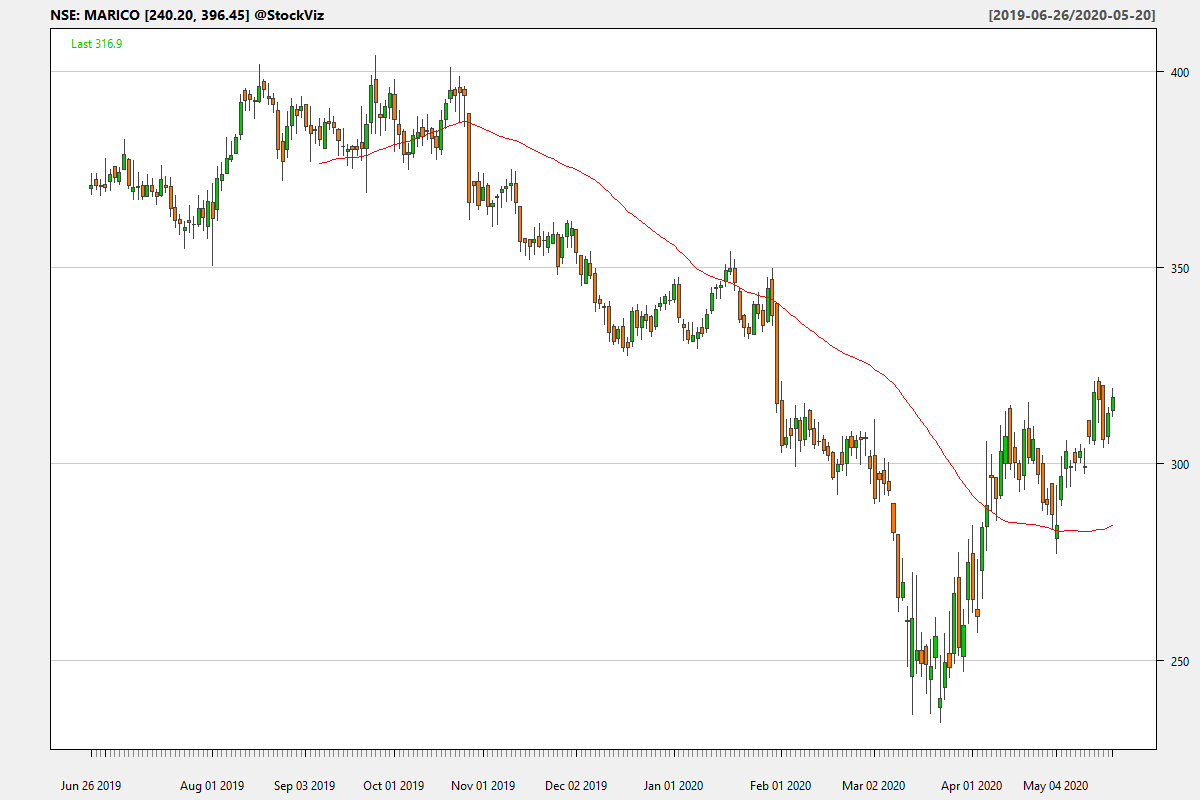 NSE: MARICO [240.20, 396.45] @StockViz [2019-06-26/2020-05-20]
Last 316.9
400
350
300
250
Jun 26 2019 Aug 01 2019 Sep 03 2019 Oct 01 2019 Nov 01 2019 Dec 02 2019 Jan 01 2020 Feb 01 2020 Mar 02 2020 Apr 01 2020 May 04 2020